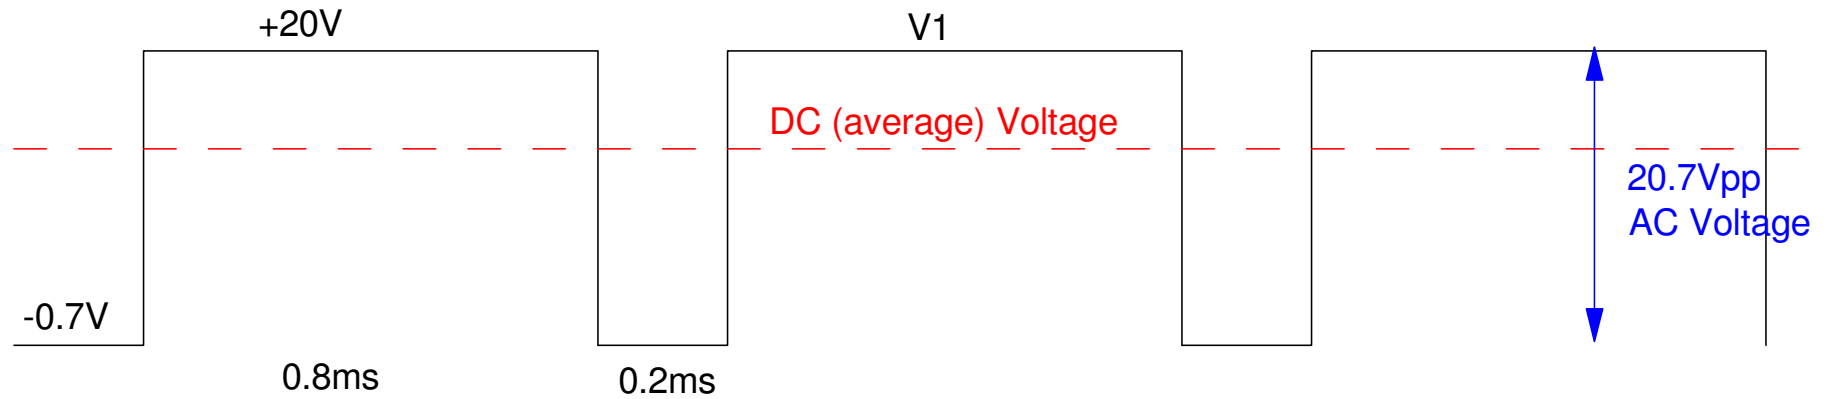 +20V
V1
DC (average) Voltage
20.7Vpp
AC Voltage
-0.7V
0.8ms
0.2ms